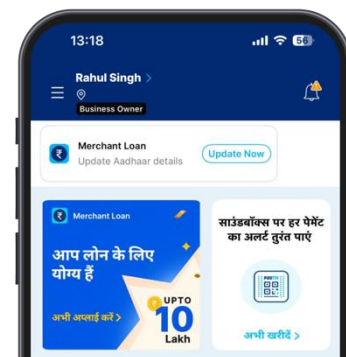 13:18
56
Rahul Singh >
Business Owner
Merchant Loan
Update Aadhaar details
Update Now
Merchant Loan
आप लोन के लिए
योग्य हैं
अभी अप्लाई करें >
UPTO
10
Lakh
साउंडबॉक्स पर हर पेमेंट
का अलर्ट तुरंत पाएं
अभी खरीदें >